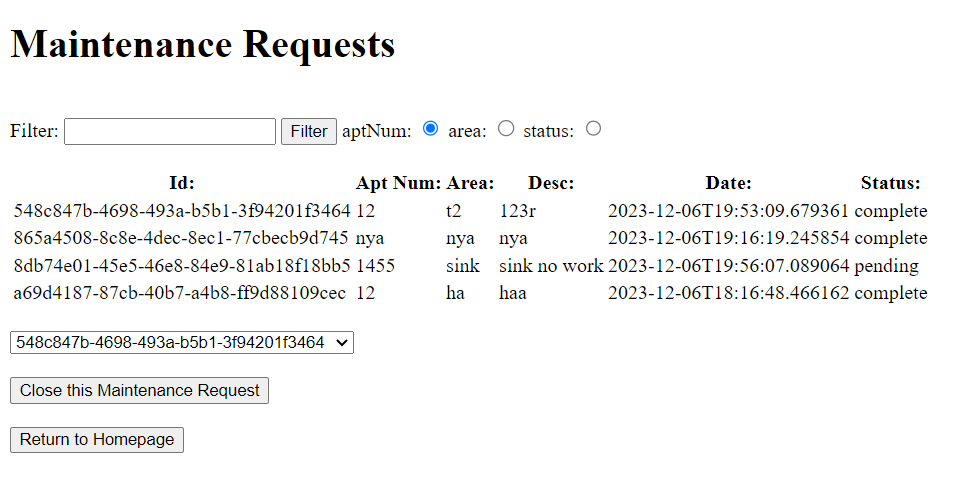 Maintenance Requests
Filter: Filter aptNum: area: status:
Id: Apt Num: Area: Desc: Date: Status:
548c847b-4698-493a-b5b1-3f94201f3464 12 t2 123r 2023-12-06T19:53:09.679361 complete
865a4508-8c8e-4dec-8ec1-77cbecb9d745 nya nya nya 2023-12-06T19:16:19.245854 complete
8db74e01-45e5-46e8-84e9-81ab18f18bb5 1455 sink sink no work 2023-12-06T19:56:07.089064 pending
a69d4187-87cb-40b7-a4b8-ff9d88109cec 12 ha haa 2023-12-06T18:16:48.466162 complete
548c847b-4698-493a-b5b1-3f94201f3464
Close this Maintenance Request
Return to Homepage